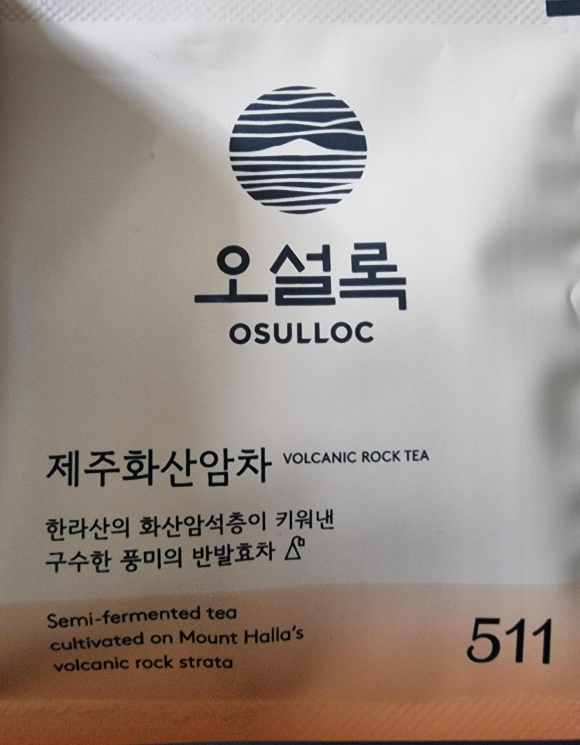 오설록
OSULLOC
제주화산암차 VOLCANIC ROCK TEA
한라산의 화산암석층이 키워낸
구수한 풍미의 반발효차
Semi-fermented tea
cultivated on Mount Halla's
volcanic rock strata
511